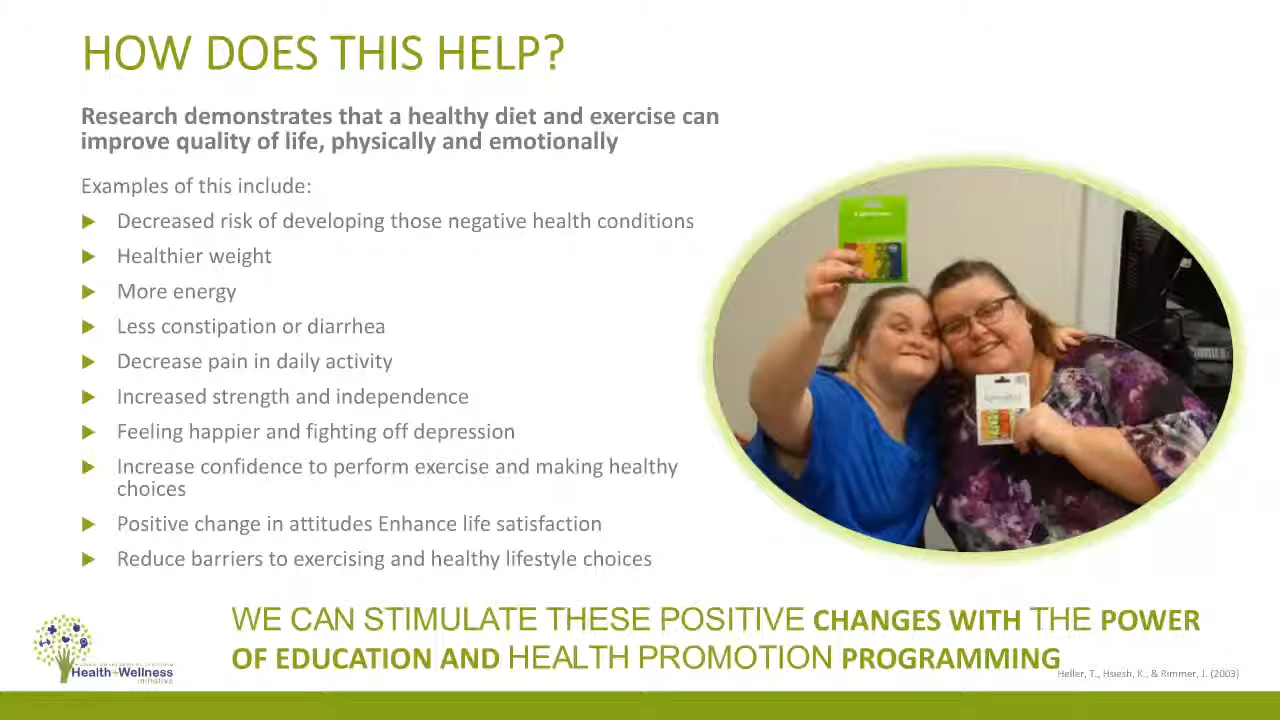 HOW DOES THIS HELP?
Research demonstrates that a healthy diet and exercise can
improve quality of life, physically and emotionally
Examples of this include:
Decreased risk of developing those negative health conditions
Healthier weight
More energy
Less constipation or diarrhea
Decrease pain in daily activity
Increased strength and independence
Feeling happier and fighting off depression
Increase confidence to perform exercise and making healthy
choices
Positive change in attitudes Enhance life satisfaction
Reduce barriers to exercising and healthy lifestyle choices
WE CAN STIMULATE THESE POSITIVE CHANGES WITH THE POWER
OF EDUCATION AND HEALTH PROMOTION PROGRAMMING
Heller, T., Hsieh, K., & Rimmer, J. (2003)
Health+Wellness
Initiative